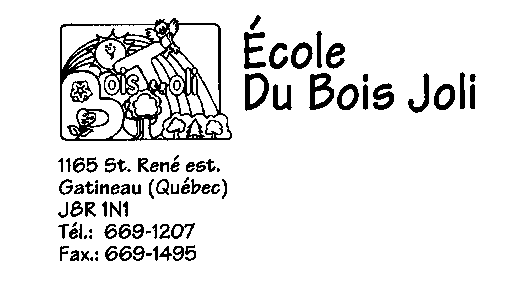 École
Du Bois Joli
Bois Joli
1165 St. René est.
Gatineau (Québec)
J8R 1N1
Tél.: 669-1207
Fax.: 669-1495